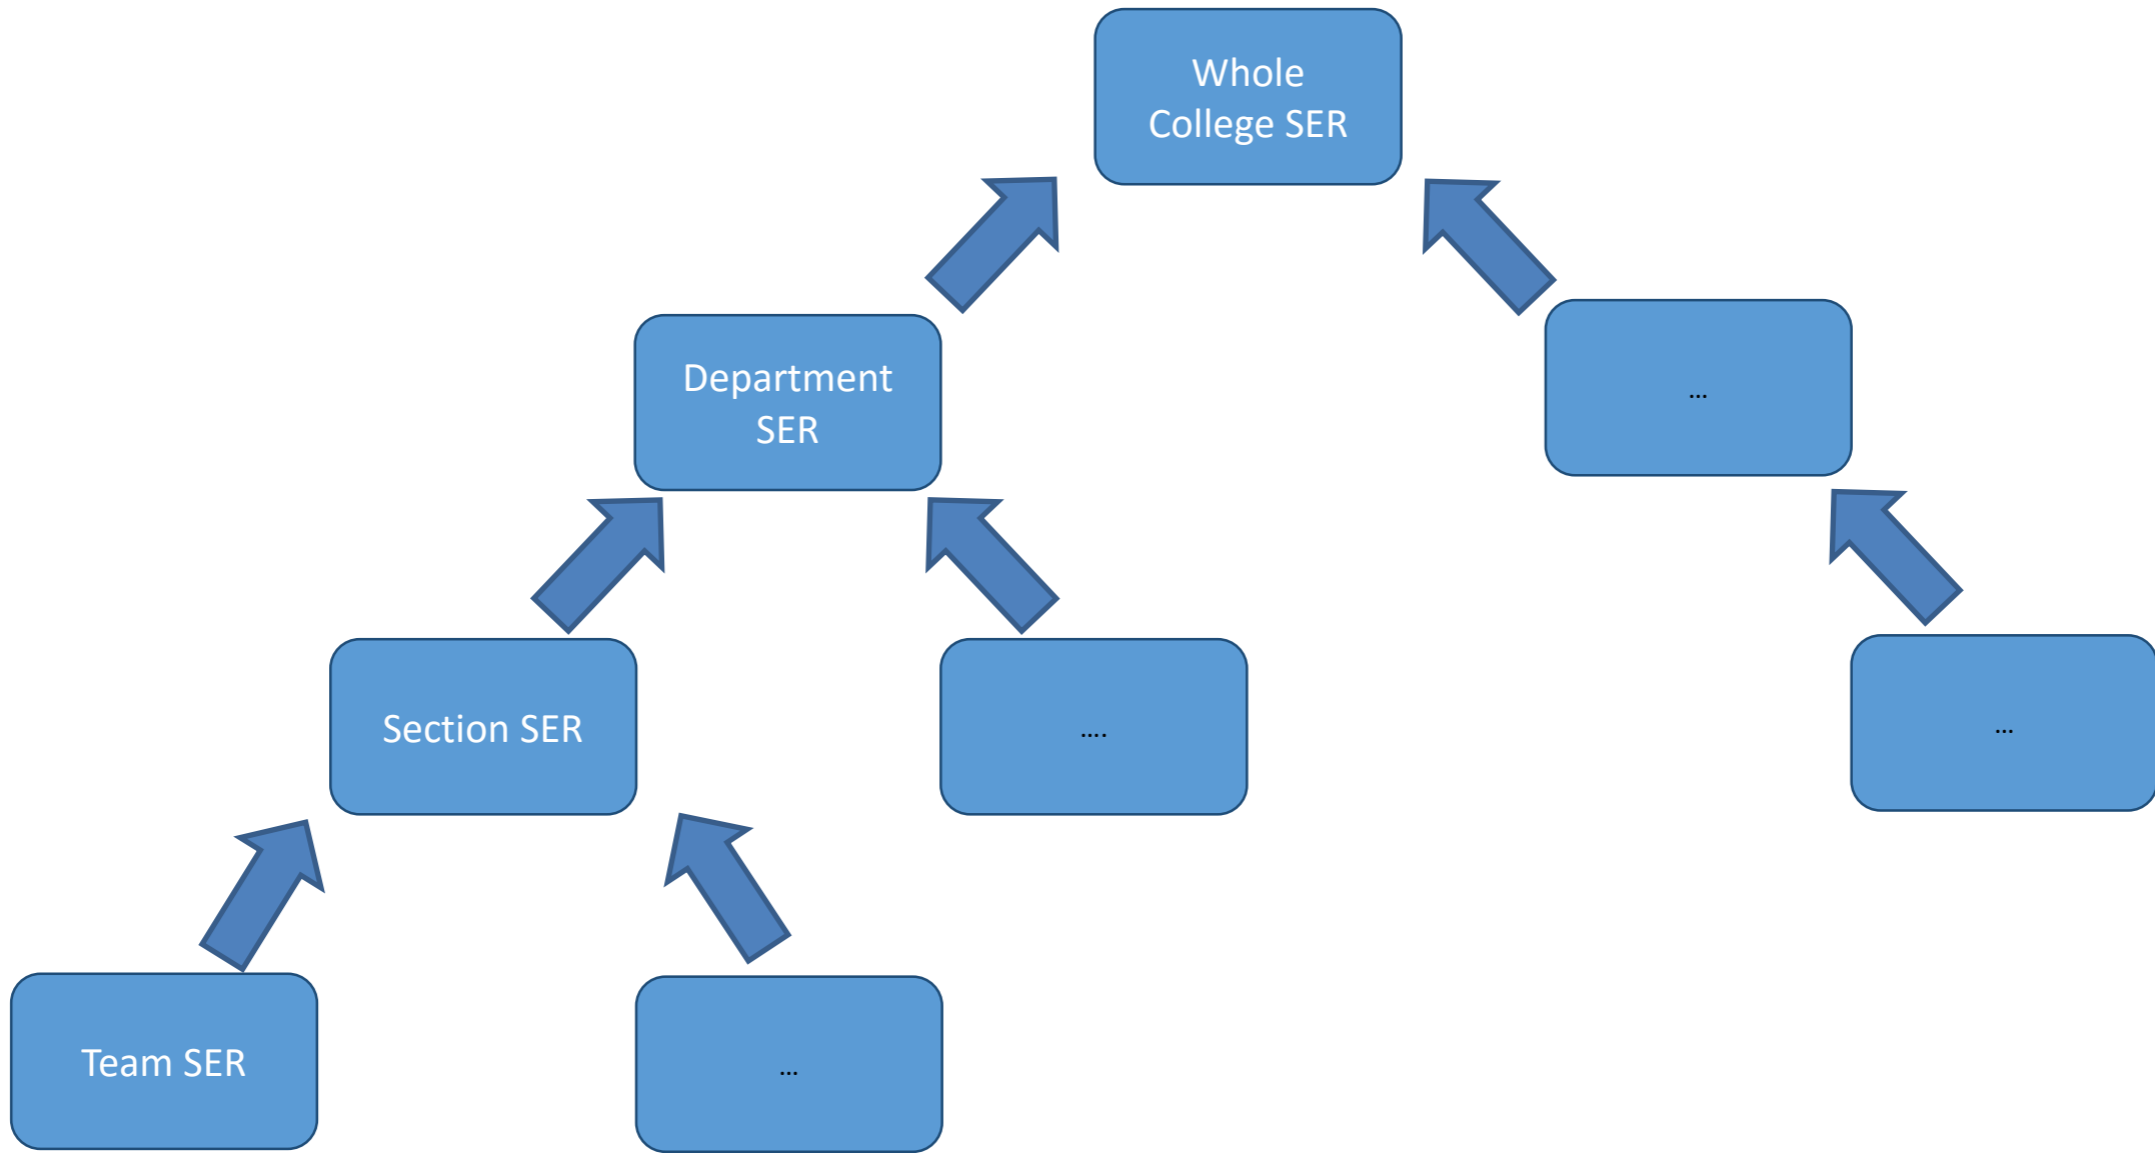 Whole
College SER
Department
SER
...
Section SER
....
...
Team SER
...